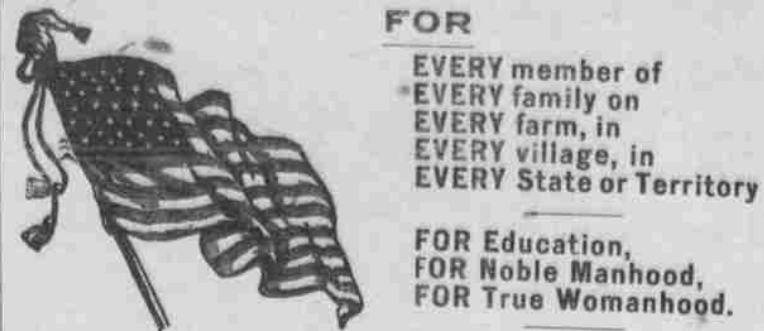 FOR
EVERY member of
EVERY family on
EVERY farm, in
EVERY village, in
EVERY State or Territory
FOR Education,
FOR Noble Manhood,
FOR True Womanhood.